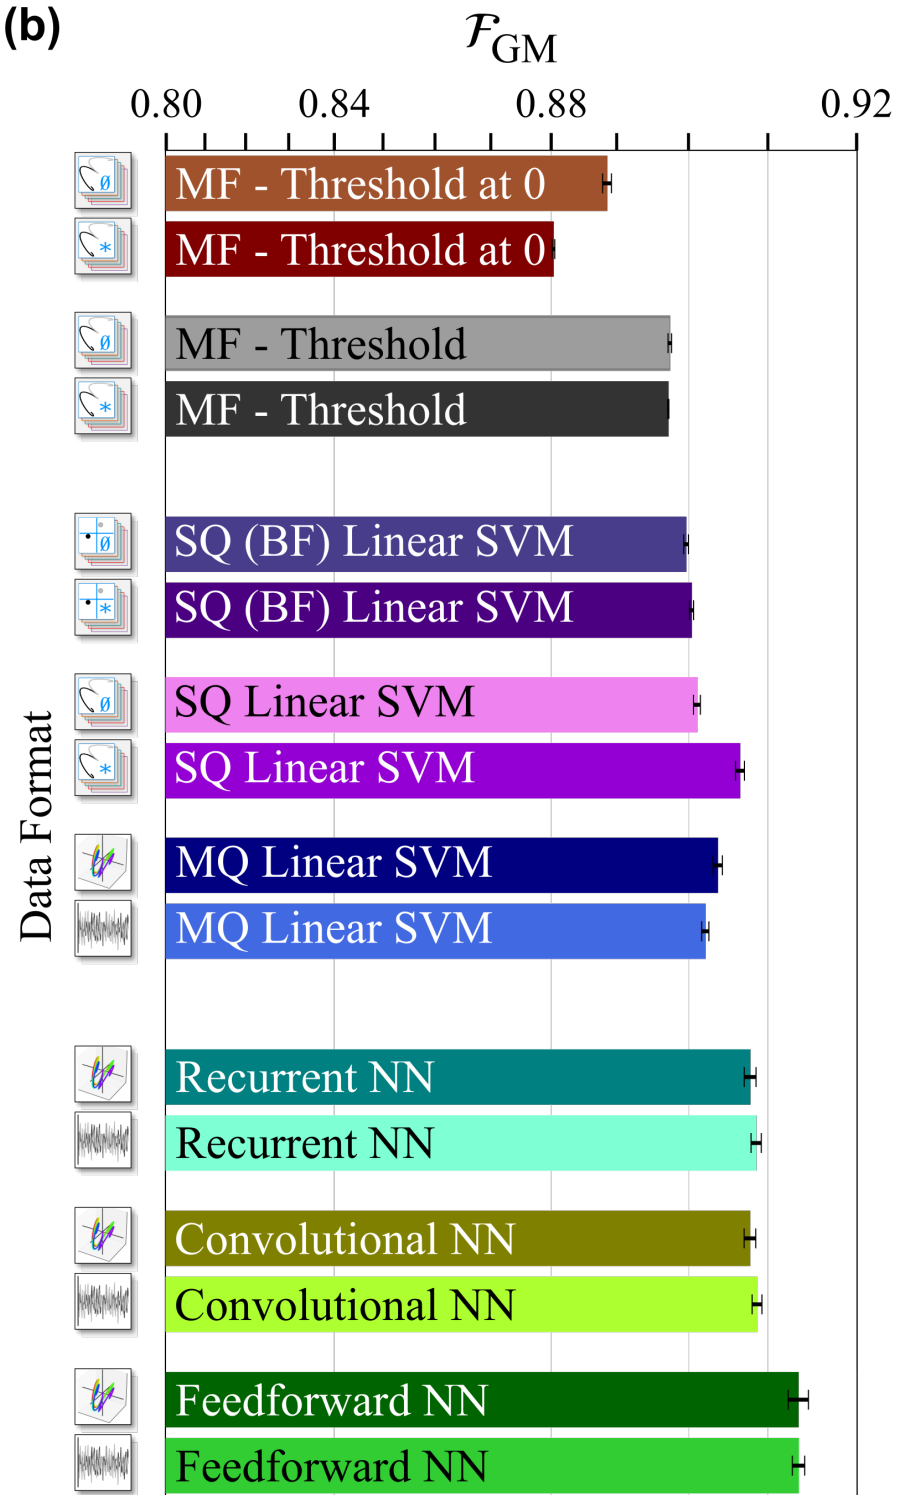 (b)
ℱGM
0.80 0.84 0.88 0.92
Data Format
Ø MF - Threshold at 0
* MF - Threshold at 0
Ø MF - Threshold
* MF - Threshold
Ø SQ (BF) Linear SVM
* SQ (BF) Linear SVM
Ø SQ Linear SVM
* SQ Linear SVM
MQ Linear SVM
MQ Linear SVM
Recurrent NN
Recurrent NN
Convolutional NN
Convolutional NN
Feedforward NN
Feedforward NN